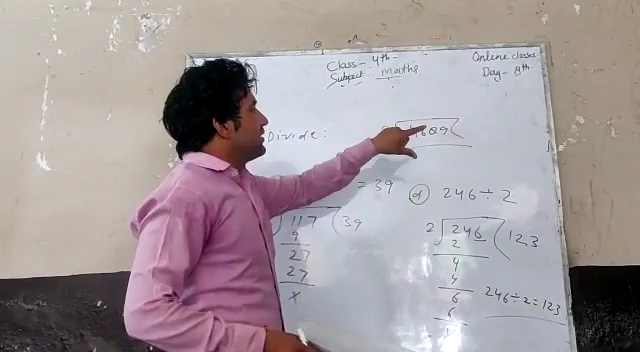 Class- 4th
Subject maths
Online classes
Day- 8th
Divide:
= 39
117 39
9
27
27
x
d 246 ÷ 2
2 246 123
2
4
4
6
6
246 ÷ 2 = 123